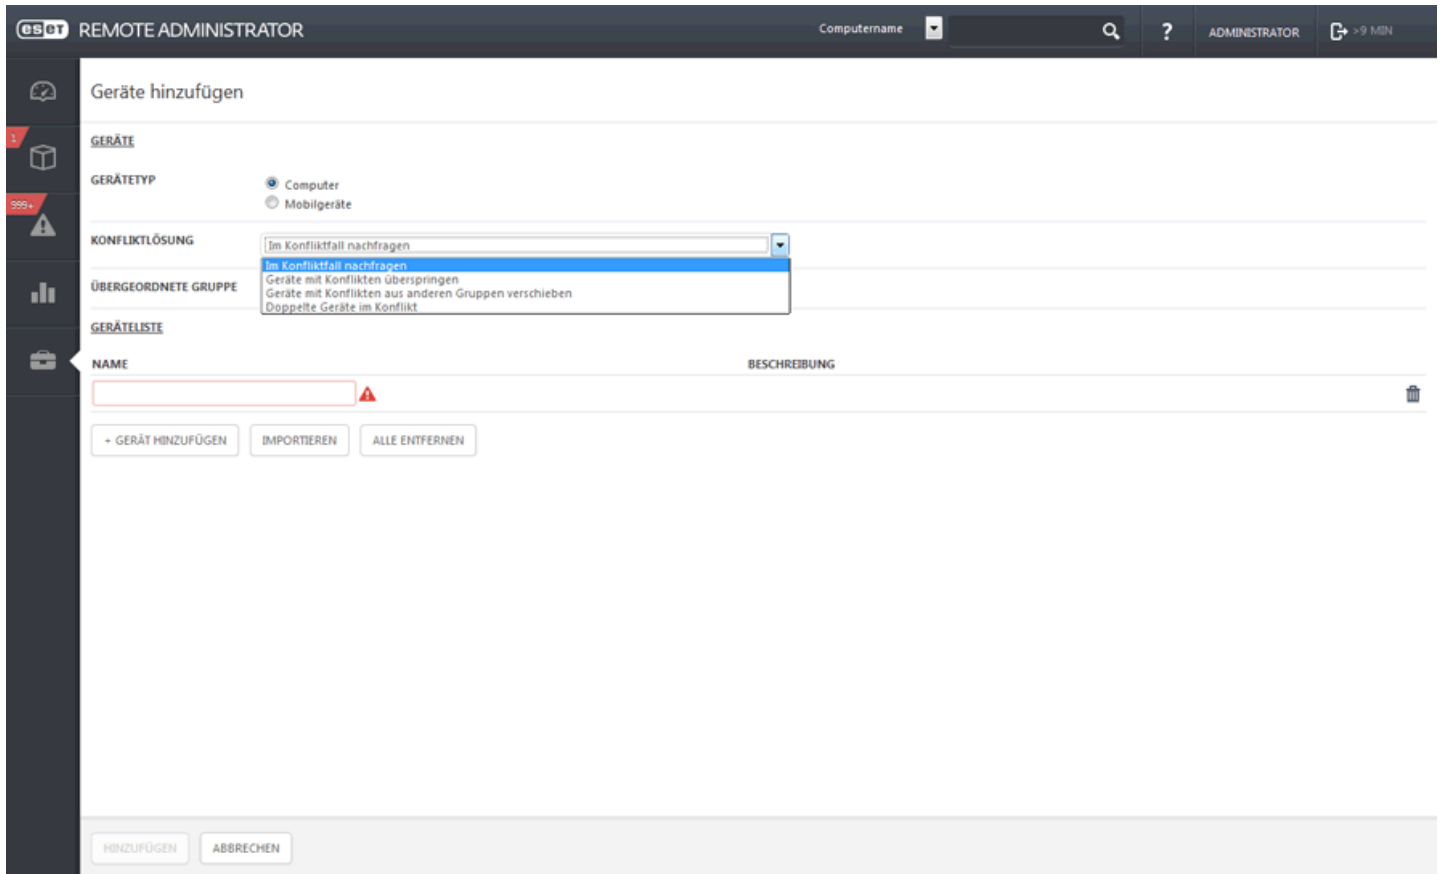 eset REMOTE ADMINISTRATOR
Computername
?
ADMINISTRATOR
>9 MIN
Geräte hinzufügen
1
GERÄTE
GERÄTETYP
Computer
Mobilgeräte
999+
KONFLIKTLÖSUNG
Im Konfliktfall nachfragen
Im Konfliktfall nachfragen
Geräte mit Konflikten überspringen
Geräte mit Konflikten aus anderen Gruppen verschieben
Doppelte Geräte im Konflikt
ÜBERGEORDNETE GRUPPE
GERÄTELISTE
NAME
BESCHREIBUNG
+ GERÄT HINZUFÜGEN
IMPORTIEREN
ALLE ENTFERNEN
HINZUFÜGEN
ABBRECHEN